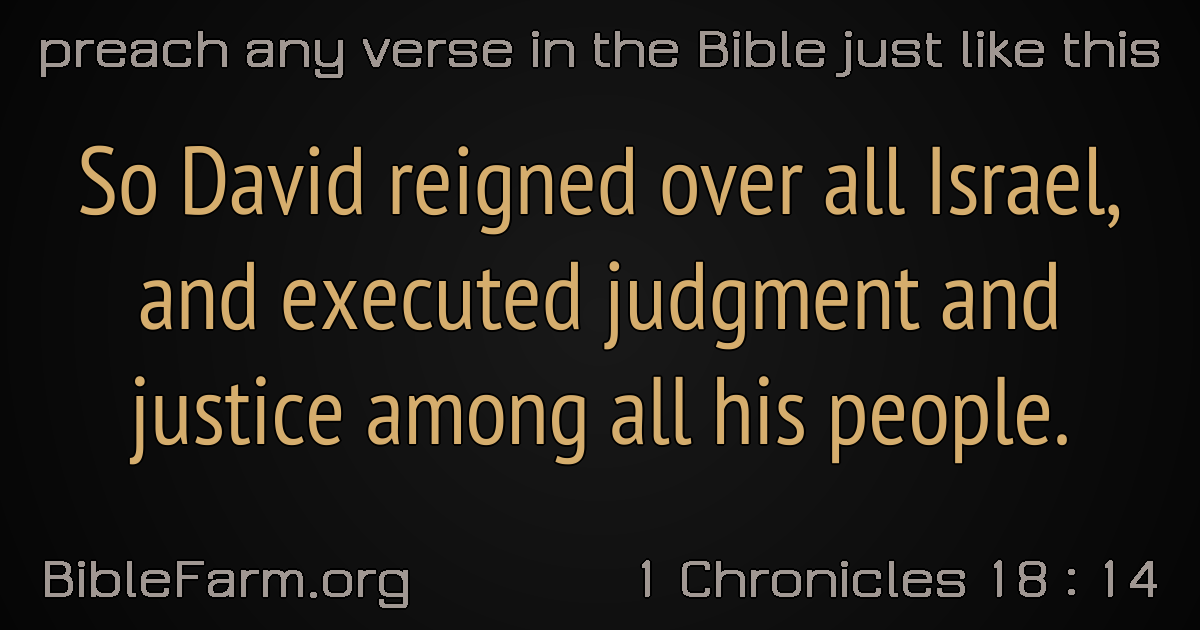 preach any verse in the Bible just like this
So David reigned over all Israel,
and executed judgment and
justice among all his people.
BibleFarm.org
1 Chronicles 18 : 14